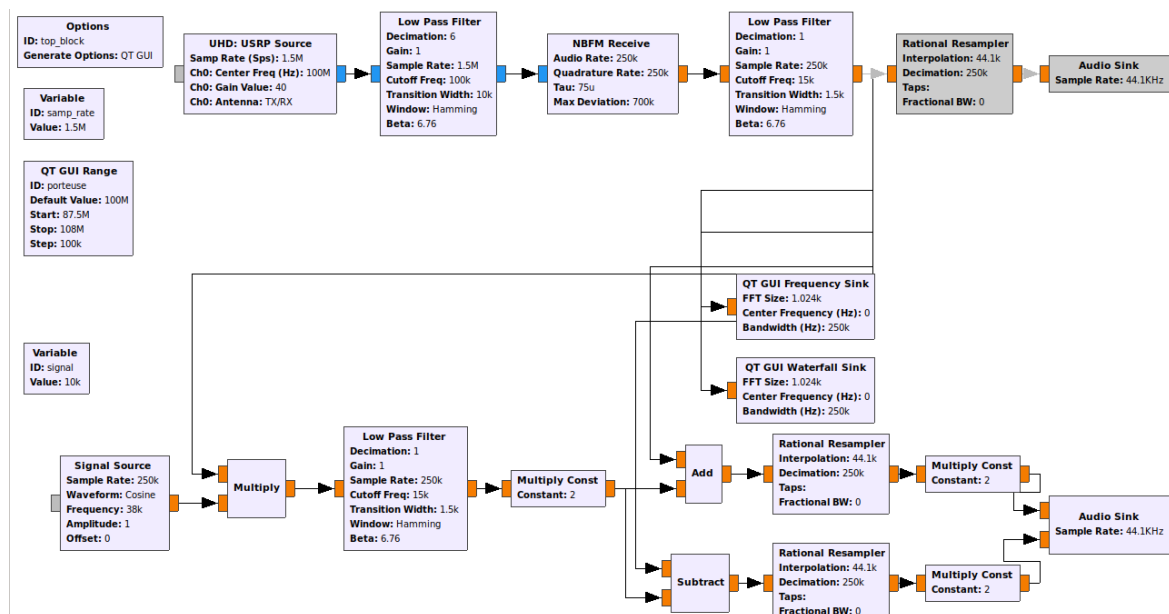 Options
ID: top_block
Generate Options: QT GUI
Variable
ID: samp_rate
Value: 1.5M
QT GUI Range
ID: porteuse
Default Value: 100M
Start: 87.5M
Stop: 108M
Step: 100k
Variable
ID: signal
Value: 10k
UHD: USRP Source
Samp Rate (Sps): 1.5M
Ch0: Center Freq (Hz): 100M
Ch0: Gain Value: 40
Ch0: Antenna: TX/RX
Low Pass Filter
Decimation: 6
Gain: 1
Sample Rate: 1.5M
Cutoff Freq: 100k
Transition Width: 10k
Window: Hamming
Beta: 6.76
NBFM Receive
Audio Rate: 250k
Quadrature Rate: 250k
Tau: 75u
Max Deviation: 700k
Low Pass Filter
Decimation: 1
Gain: 1
Sample Rate: 250k
Cutoff Freq: 15k
Transition Width: 1.5k
Window: Hamming
Beta: 6.76
Rational Resampler
Interpolation: 44.1k
Decimation: 250k
Taps:
Fractional BW: 0
Audio Sink
Sample Rate: 44.1KHz
QT GUI Frequency Sink
FFT Size: 1.024k
Center Frequency (Hz): 0
Bandwidth (Hz): 250k
QT GUI Waterfall Sink
FFT Size: 1.024k
Center Frequency (Hz): 0
Bandwidth (Hz): 250k
Signal Source
Sample Rate: 250k
Waveform: Cosine
Frequency: 38k
Amplitude: 1
Offset: 0
Multiply
Low Pass Filter
Decimation: 1
Gain: 1
Sample Rate: 250k
Cutoff Freq: 15k
Transition Width: 1.5k
Window: Hamming
Beta: 6.76
Multiply Const
Constant: 2
Add
Rational Resampler
Interpolation: 44.1k
Decimation: 250k
Taps:
Fractional BW: 0
Multiply Const
Constant: 2
Audio Sink
Sample Rate: 44.1KHz
Subtract
Rational Resampler
Interpolation: 44.1k
Decimation: 250k
Taps:
Fractional BW: 0
Multiply Const
Constant: 2